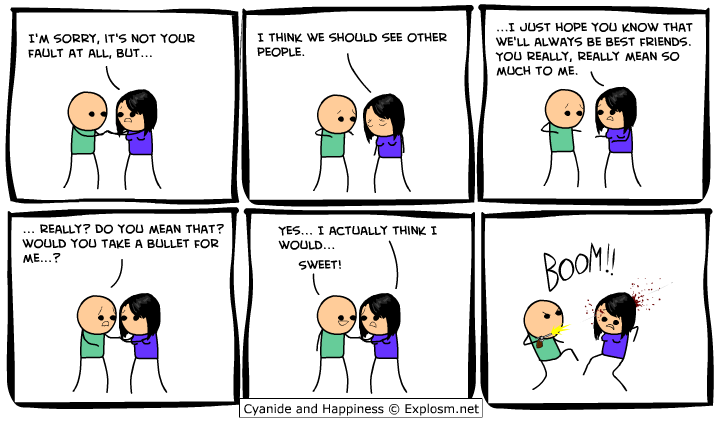 I'M SORRY, IT'S NOT YOUR
FAULT AT ALL, BUT...
I THINK WE SHOULD SEE OTHER
PEOPLE.
...I JUST HOPE YOU KNOW THAT
WE'LL ALWAYS BE BEST FRIENDS.
YOU REALLY, REALLY MEAN SO
MUCH TO ME.
... REALLY? DO YOU MEAN THAT?
WOULD YOU TAKE A BULLET FOR
ME...?
YES... I ACTUALLY THINK I
WOULD...
SWEET!
BOOM!!
Cyanide and Happiness © Explosm.net